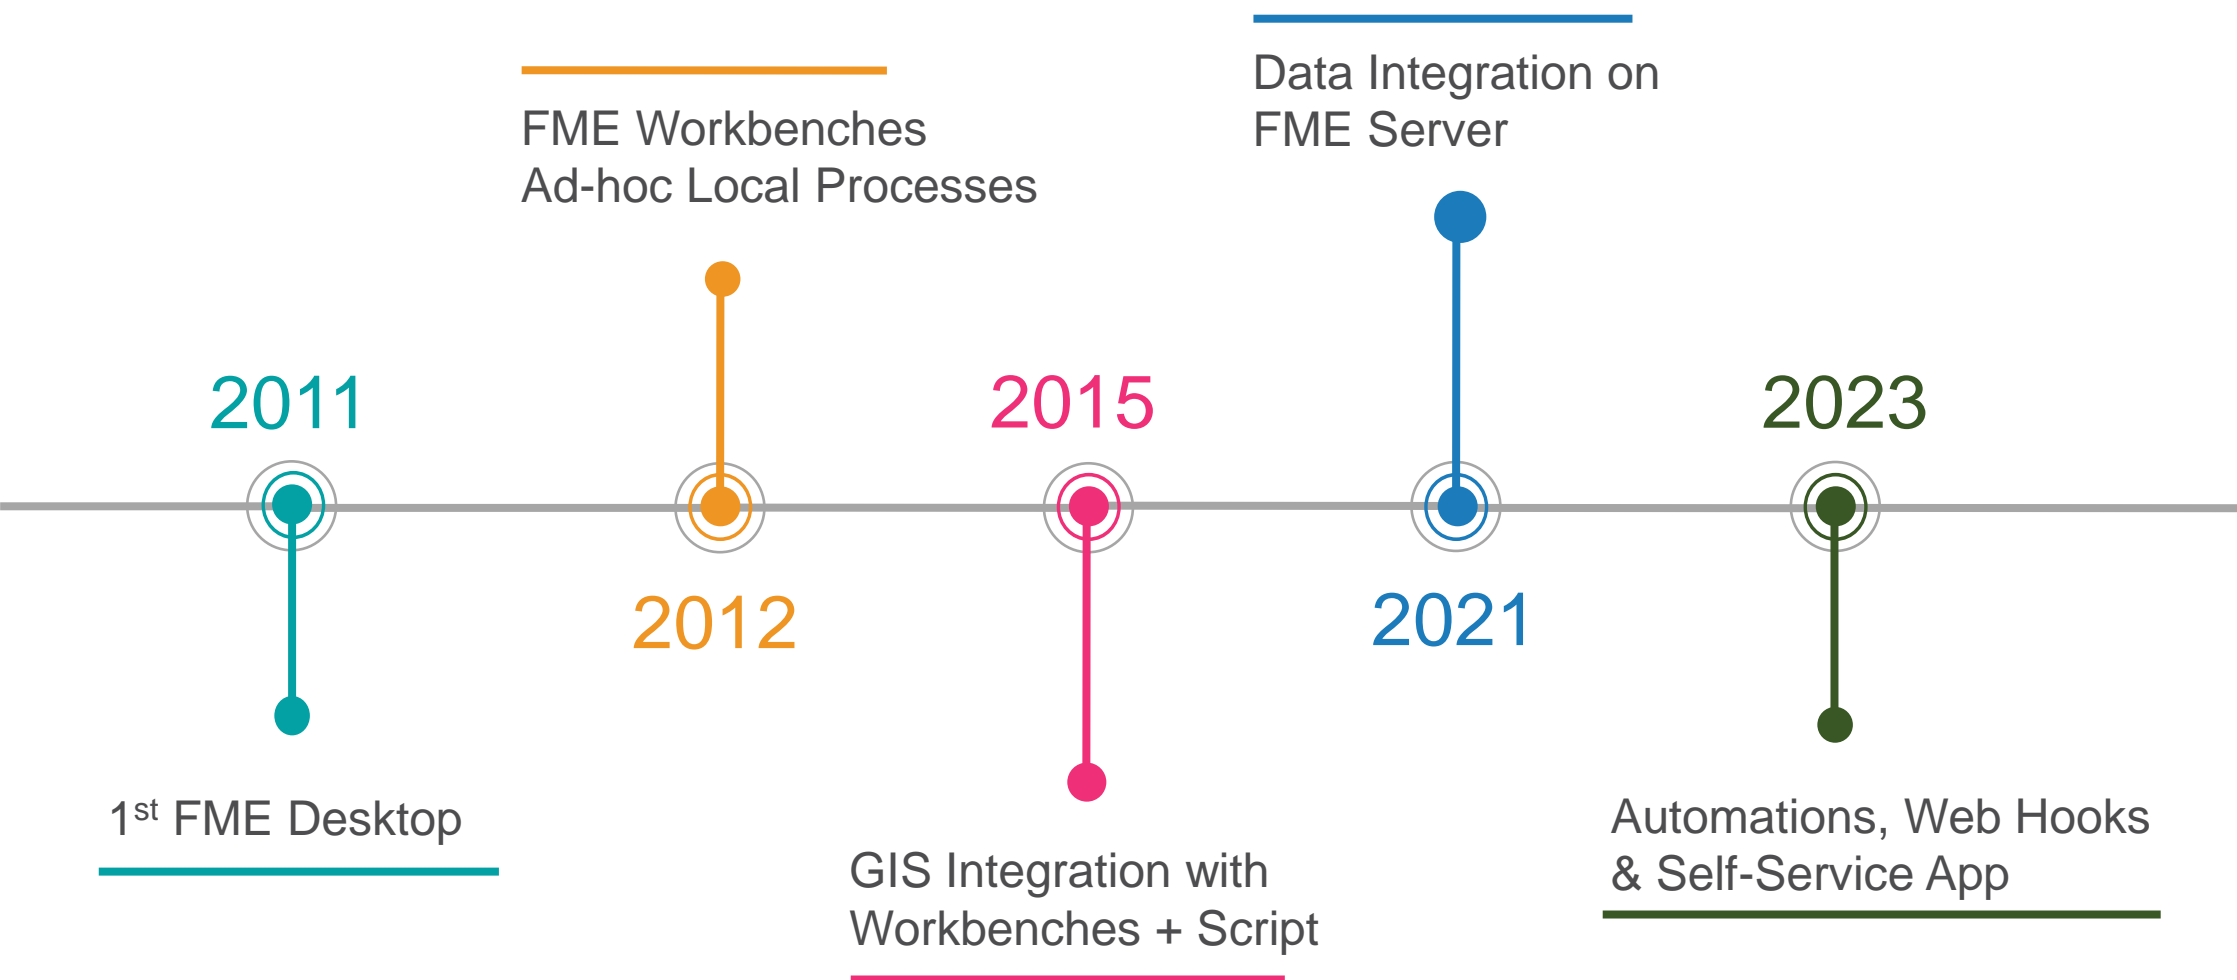 2011
1st FME Desktop
FME Workbenches
Ad-hoc Local Processes
2012
2015
GIS Integration with
Workbenches + Script
Data Integration on
FME Server
2021
2023
Automations, Web Hooks
& Self-Service App